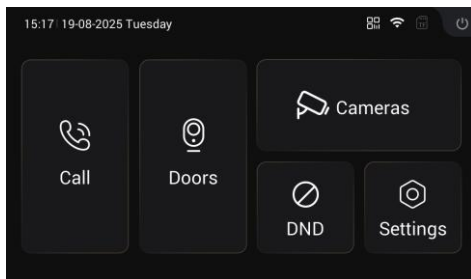 15:17 19-08-2025 Tuesday
Call
Doors
Cameras
DND
Settings